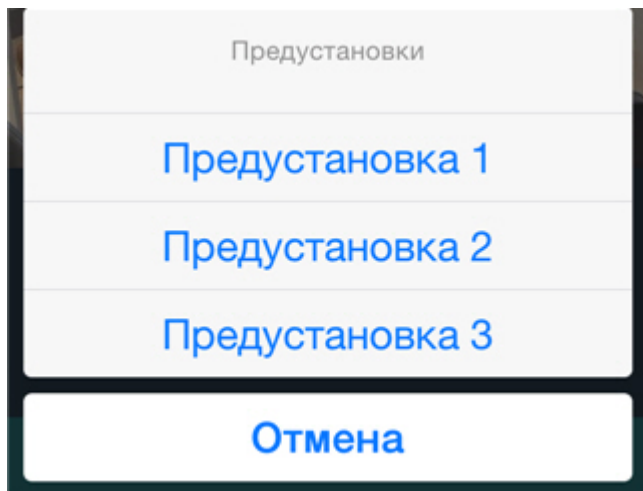 Предустановки
Предустановка 1
Предустановка 2
Предустановка 3
Отмена